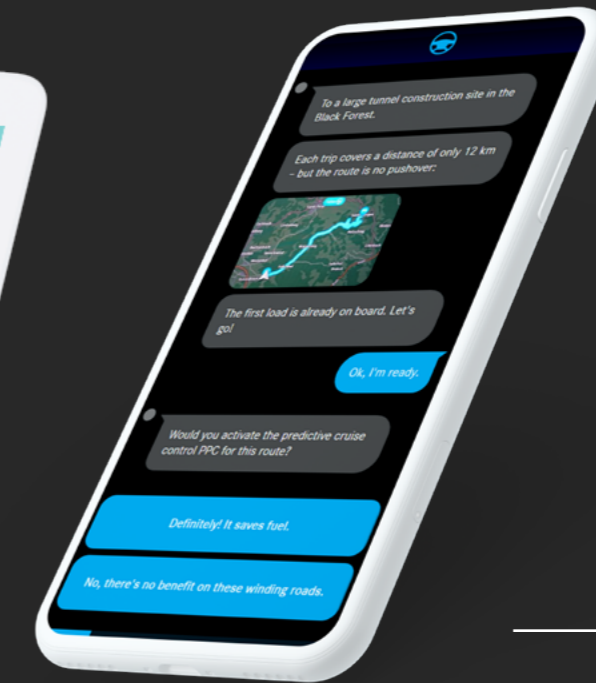 To a large tunnel construction site in the
Black Forest.
Each trip covers a distance of only 12 km
– but the route is no pushover:
The first load is already on board. Let's
go!
Ok, I'm ready.
Would you activate the predictive cruise
control PPC for this route?
Definitely! It saves fuel.
No, there's no benefit on these winding roads.